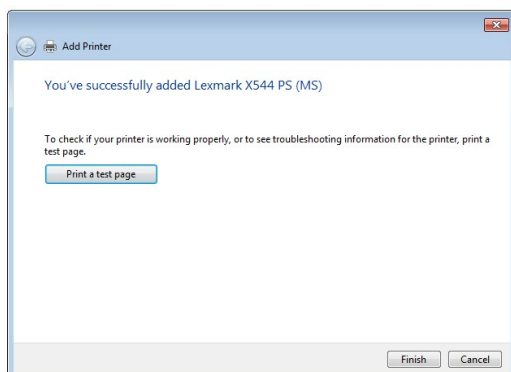 Add Printer
You've successfully added Lexmark X544 PS (MS)
To check if your printer is working properly, or to see troubleshooting information for the printer, print a
test page.
Print a test page
Finish Cancel